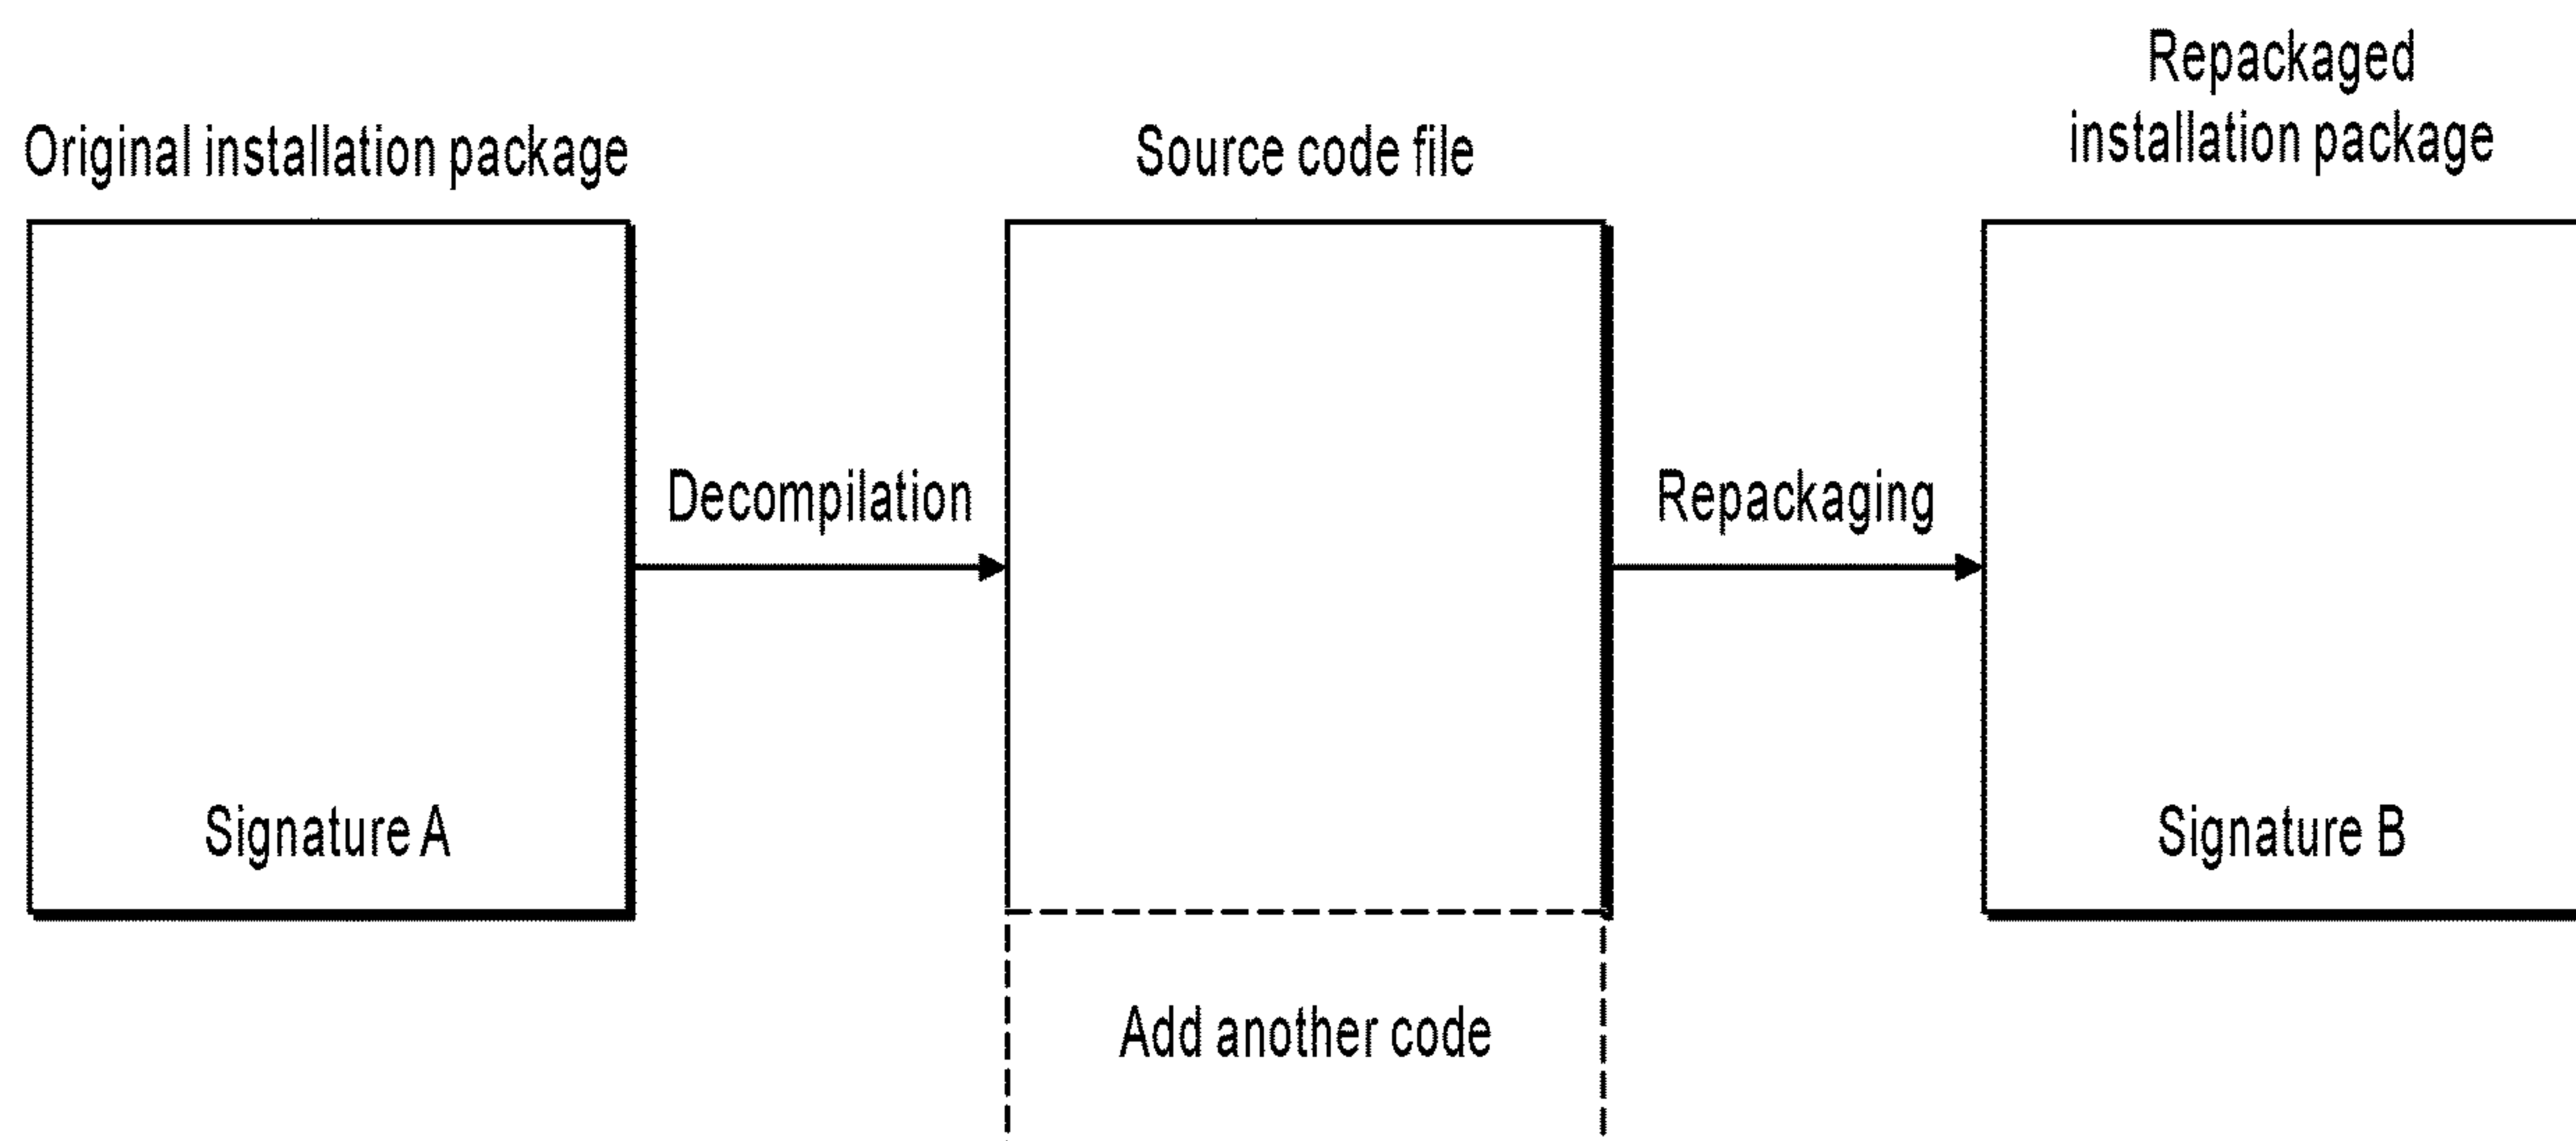 Original installation package
Source code file
Repackaged
installation package
Decompilation
Repackaging
Signature A
Signature B
Add another code